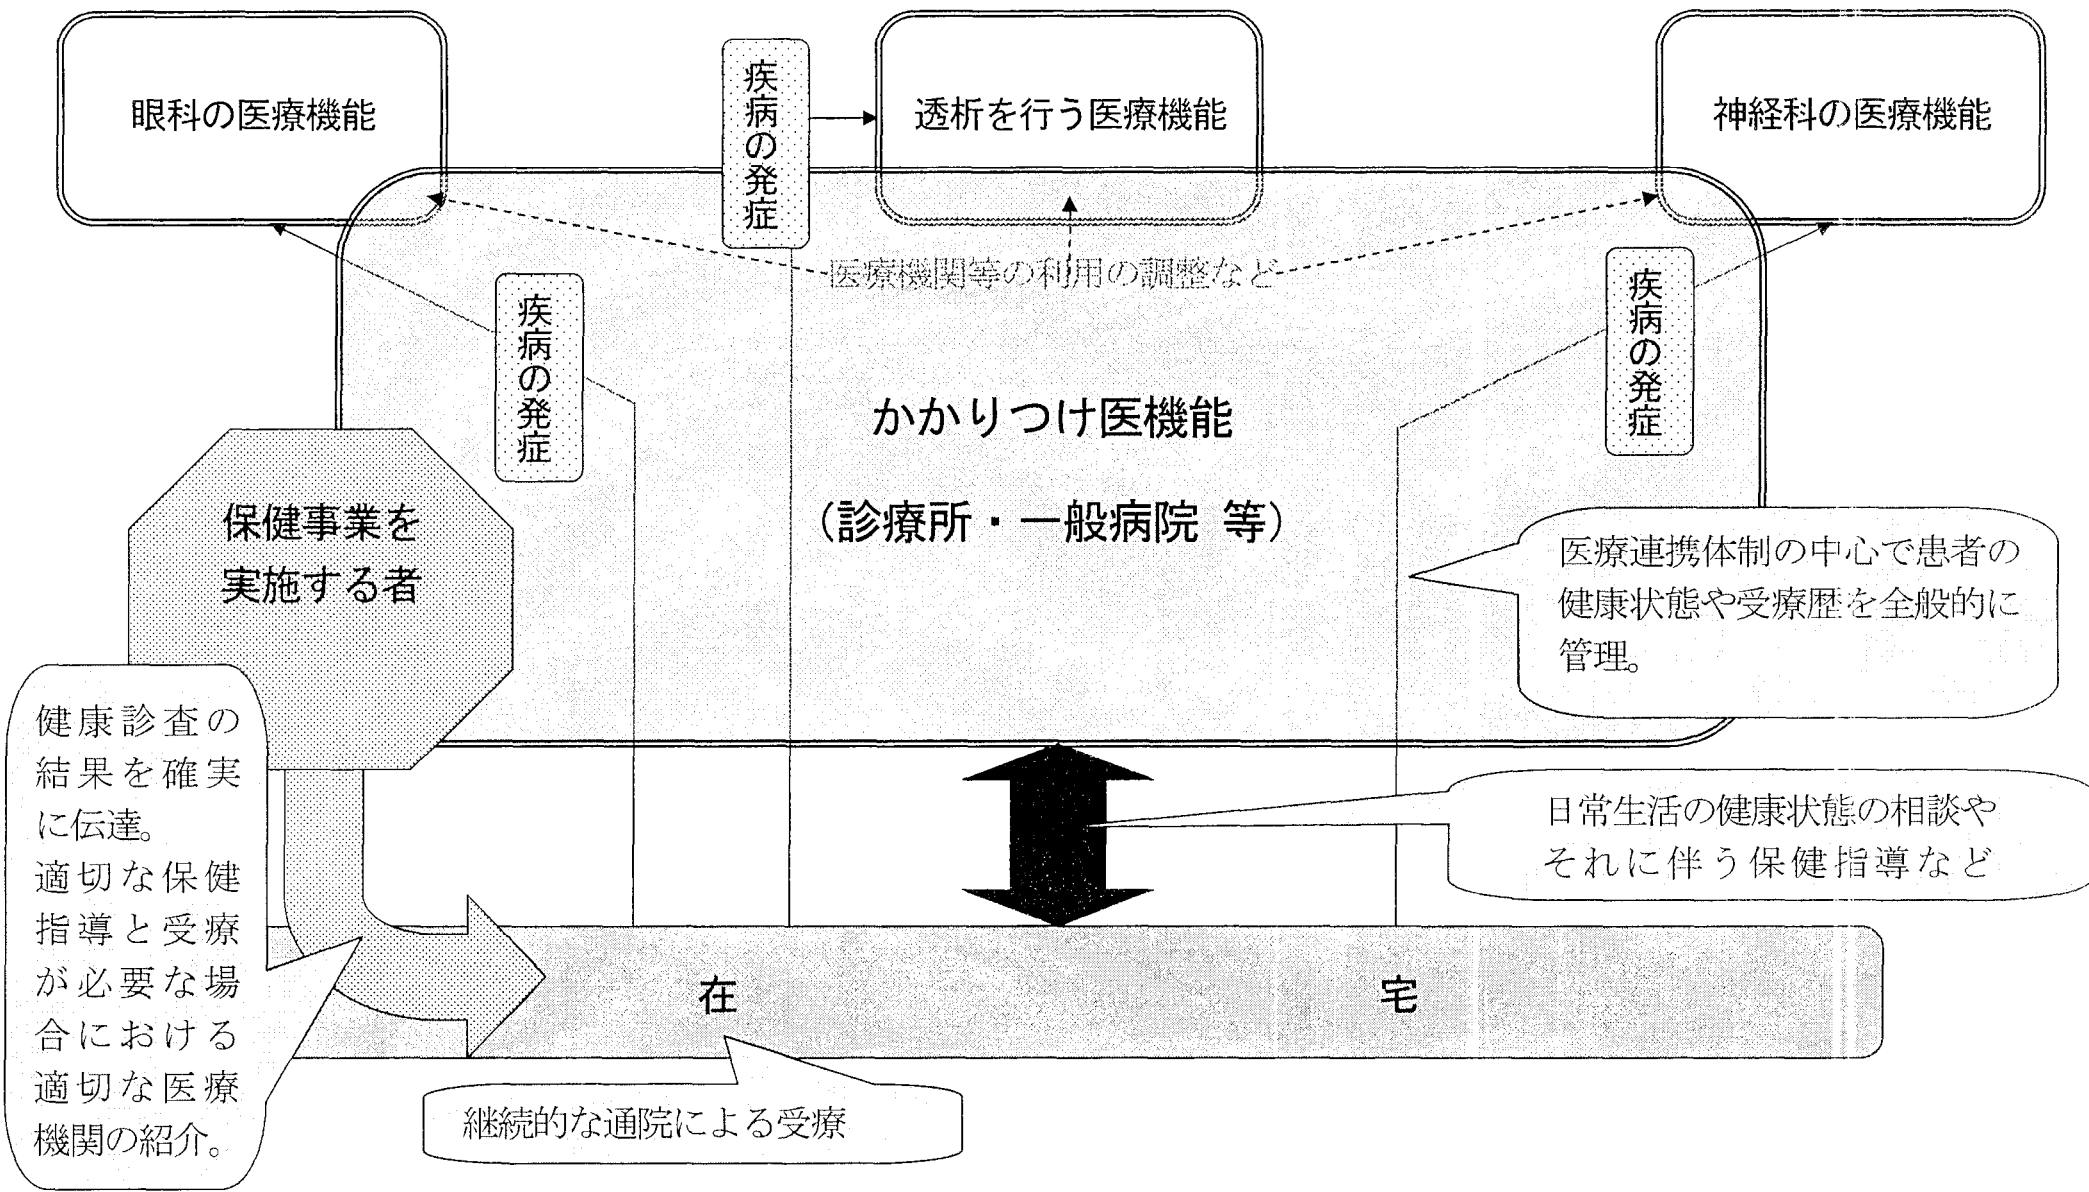 眼科の医療機能
疾病の発症
透析を行う医療機能
神経科の医療機能
医療機関等の利用の調整など
疾病の発症
疾病の発症
かかりつけ医機能
（診療所・一般病院 等）
保健事業を
実施する者
医療連携体制の中心で患者の
健康状態や受療歴を全般的に
管理。
健康診査の
結果を確実
に伝達。
適切な保健
指導と受療
が必要な場
合における
適切な医療
機関の紹介。
日常生活の健康状態の相談や
それに伴う保健指導など
在 宅
継続的な通院による受療